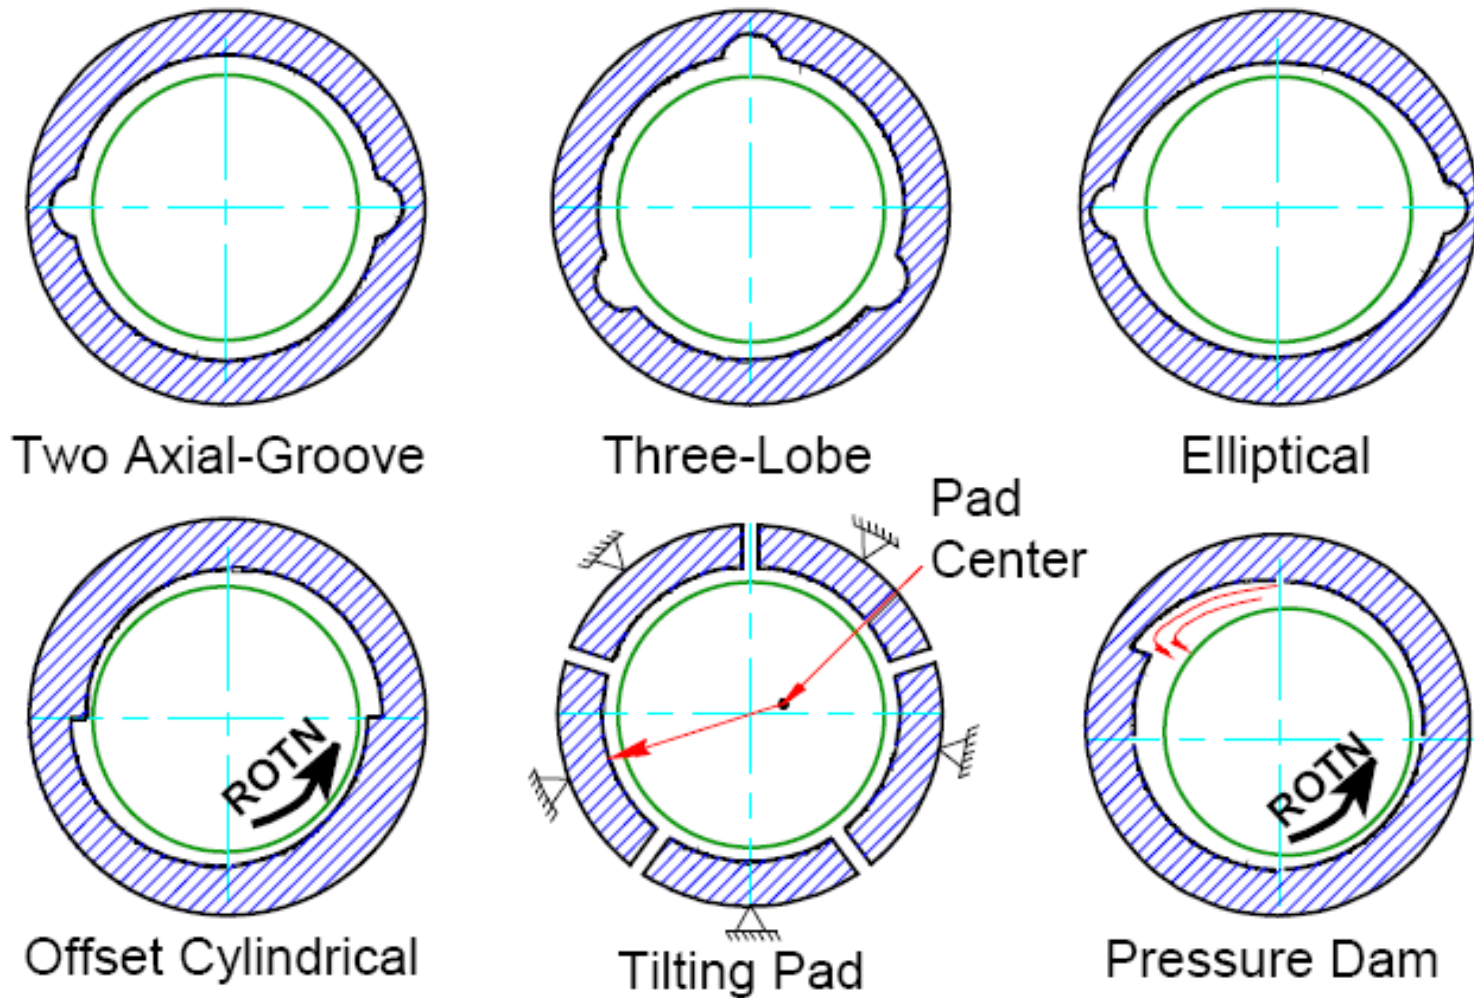 Two Axial-Groove
Three-Lobe
Elliptical
Pad
Center
ROTN
ROTN
Offset Cylindrical
Tilting Pad
Pressure Dam